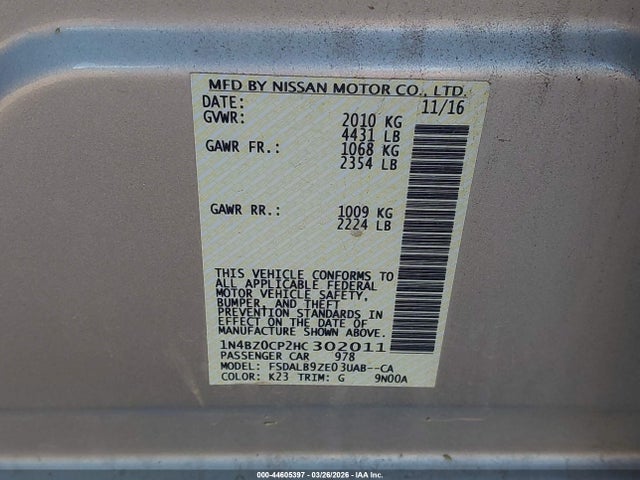 MFD BY NISSAN MOTOR CO., LTD.
DATE: 11/16
GVWR: 2010 KG
4431 LB
GAWR FR.: 1068 KG
2354 LB
GAWR RR.: 1009 KG
2224 LB
THIS VEHICLE CONFORMS TO
ALL APPLICABLE FEDERAL
MOTOR VEHICLE SAFETY,
BUMPER, AND THEFT
PREVENTION STANDARDS IN
EFFECT ON THE DATE OF
MANUFACTURE SHOWN ABOVE.
1N4BZ0CP2HC302011
PASSENGER CAR 978
MODEL: FSDALB9ZE03UAB--CA
COLOR: K23 TRIM: G 9N00A
000-44605397 | 03/26/2026 - IAA Inc.